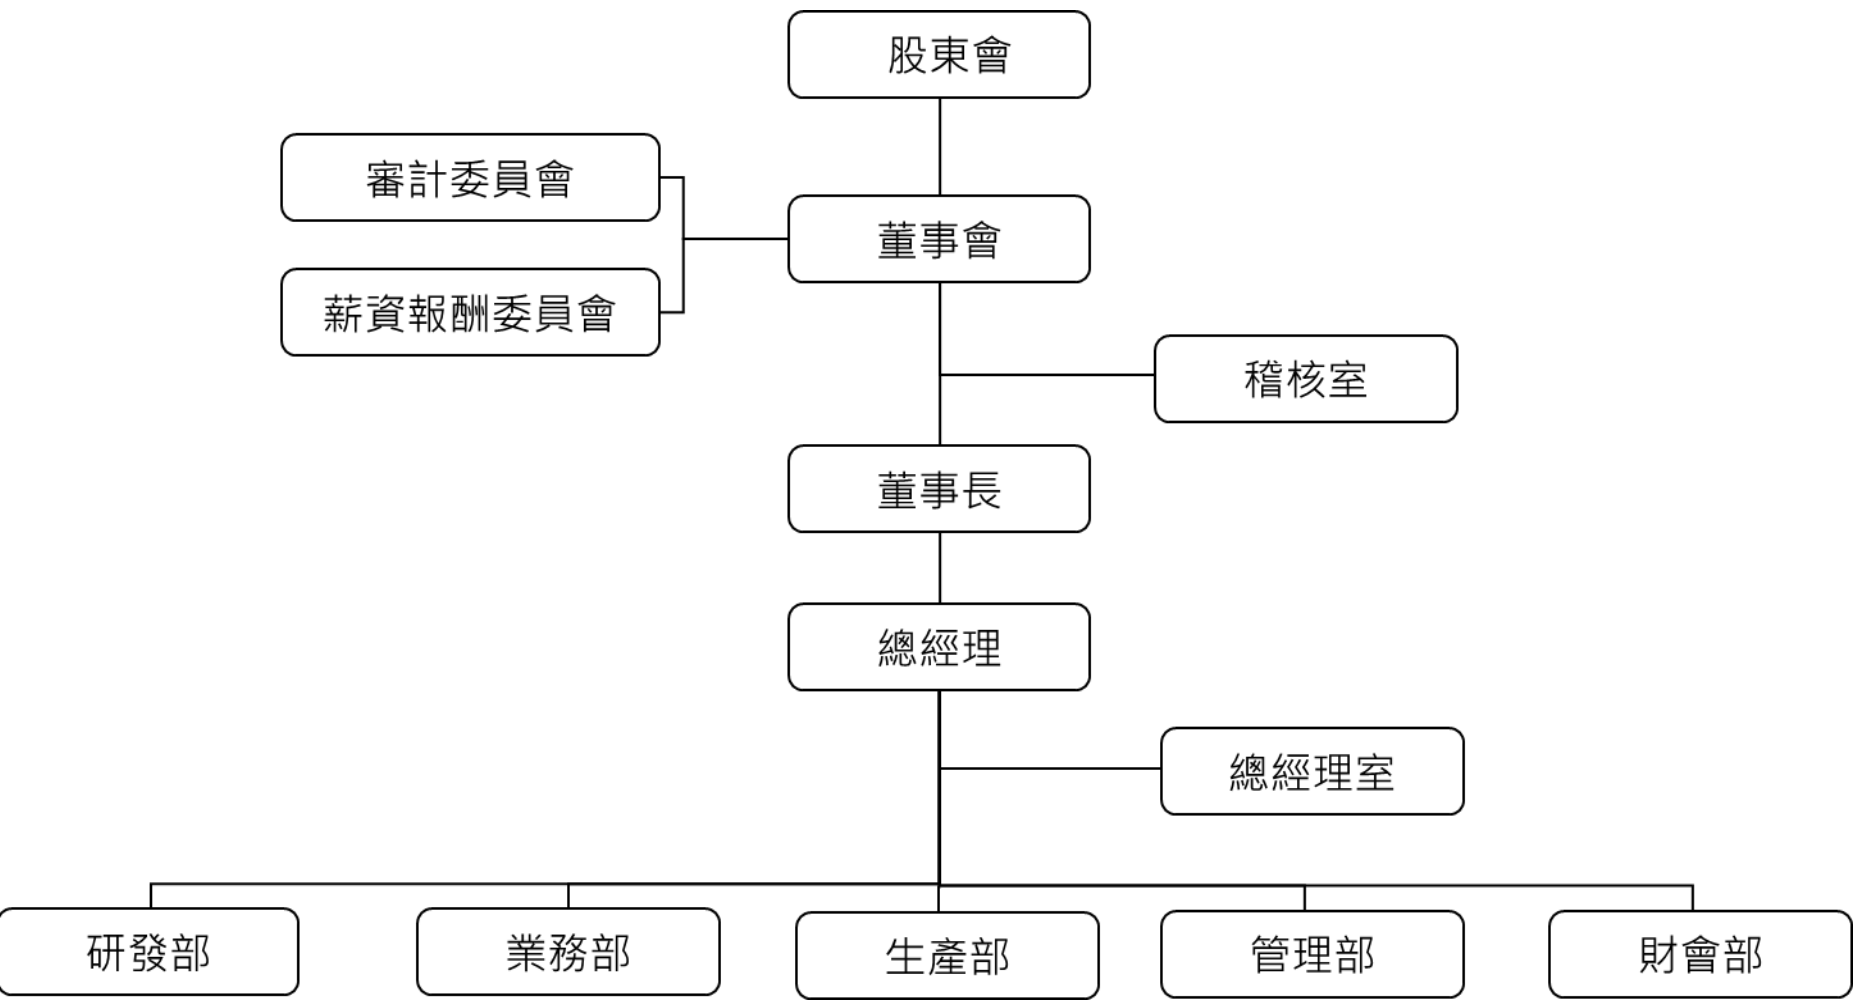 股東會
審計委員會
董事會
薪資報酬委員會
稽核室
董事長
總經理
總經理室
研發部
業務部
生產部
管理部
財會部